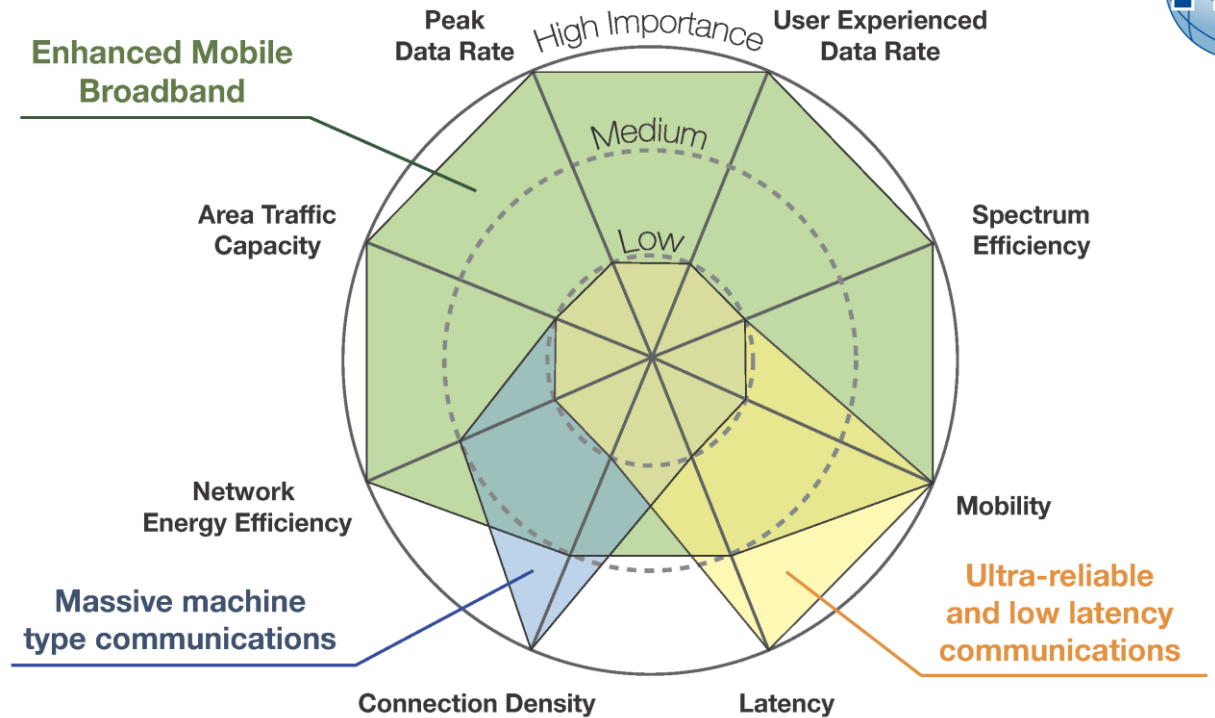 Peak
Data Rate
High Importance
User Experienced
Data Rate
Enhanced Mobile
Broadband
Medium
Area Traffic
Capacity
Spectrum
Efficiency
Low
Network
Energy Efficiency
Mobility
Massive machine
type communications
Ultra-reliable
and low latency
communications
Connection Density
Latency